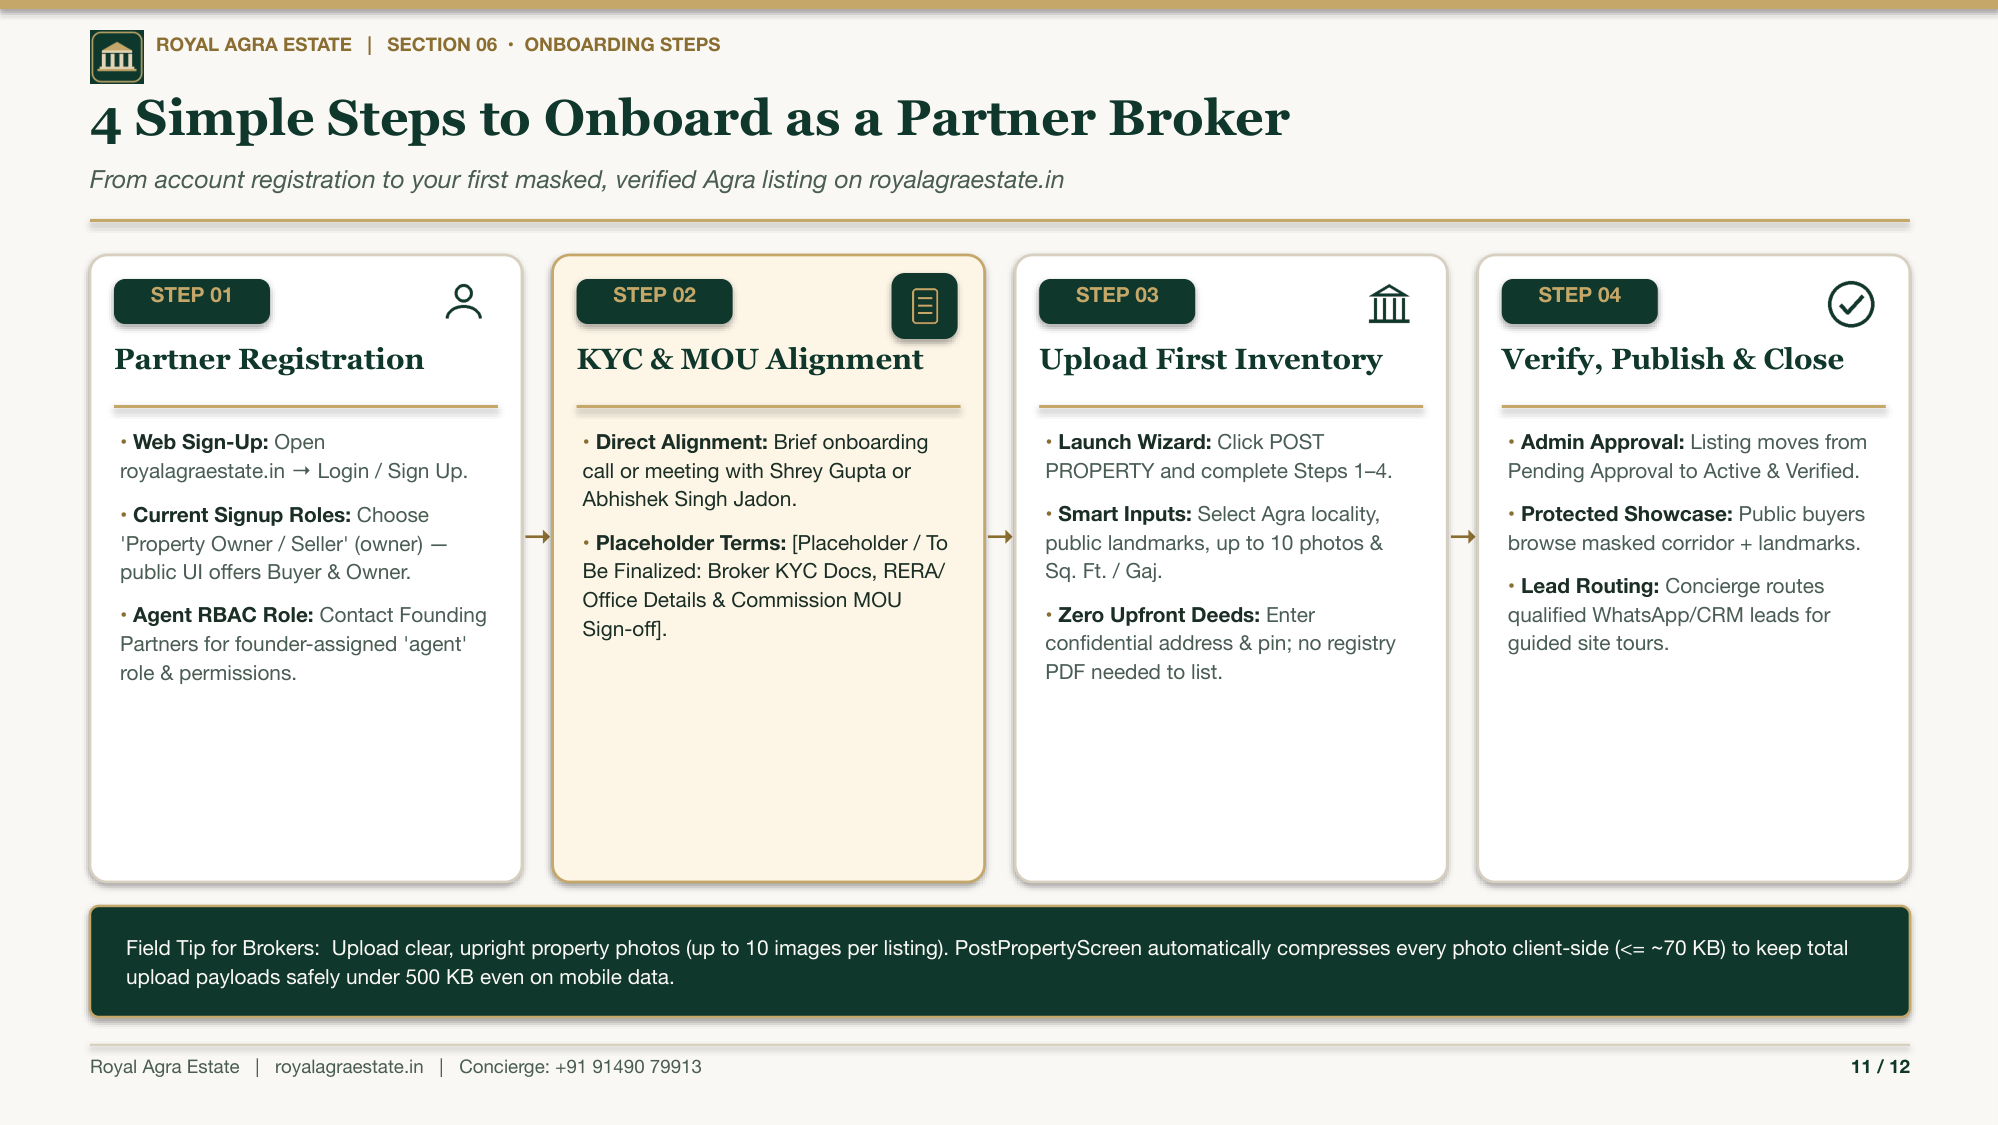 ROYAL AGRA ESTATE | SECTION 06 • ONBOARDING STEPS
4 Simple Steps to Onboard as a Partner Broker
From account registration to your first masked, verified Agra listing on royalagraestate.in
STEP 01
Partner Registration
• Web Sign-Up: Open
royalagraestate.in → Login / Sign Up.
• Current Signup Roles: Choose
'Property Owner / Seller' (owner) —
public UI offers Buyer & Owner.
• Agent RBAC Role: Contact Founding
Partners for founder-assigned 'agent'
role & permissions.
→
STEP 02
KYC & MOU Alignment
• Direct Alignment: Brief onboarding
call or meeting with Shrey Gupta or
Abhishek Singh Jadon.
• Placeholder Terms: [Placeholder / To
Be Finalized: Broker KYC Docs, RERA/
Office Details & Commission MOU
Sign-off].
→
STEP 03
Upload First Inventory
• Launch Wizard: Click POST
PROPERTY and complete Steps 1–4.
• Smart Inputs: Select Agra locality,
public landmarks, up to 10 photos &
Sq. Ft. / Gaj.
• Zero Upfront Deeds: Enter
confidential address & pin; no registry
PDF needed to list.
→
STEP 04
Verify, Publish & Close
• Admin Approval: Listing moves from
Pending Approval to Active & Verified.
• Protected Showcase: Public buyers
browse masked corridor + landmarks.
• Lead Routing: Concierge routes
qualified WhatsApp/CRM leads for
guided site tours.
Field Tip for Brokers: Upload clear, upright property photos (up to 10 images per listing). PostPropertyScreen automatically compresses every photo client-side (<= ~70 KB) to keep total
upload payloads safely under 500 KB even on mobile data.
Royal Agra Estate | royalagraestate.in | Concierge: +91 91490 79913
11 / 12